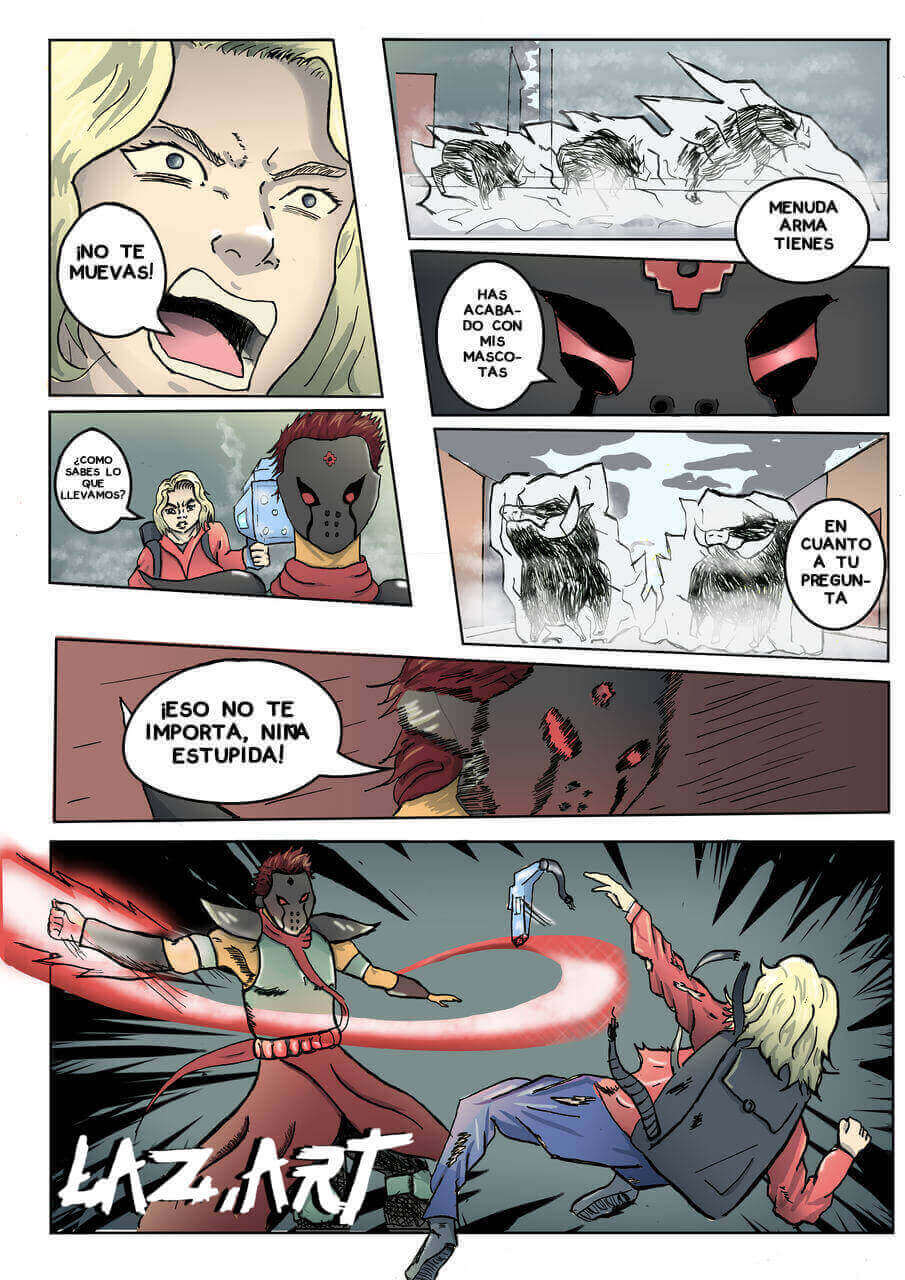 ¡NO TE
MUEVAS!
MENUDA
ARMA
TIENES
HAS
ACABA-
DO CON
MIS
MASCO-
TAS
¿COMO
SABES LO
QUE
LLEVAMOS?
EN
CUANTO
A TU
PREGUN-
TA
¡ESO NO TE
IMPORTA, NIÑA
ESTUPIDA!
LAZ..ART